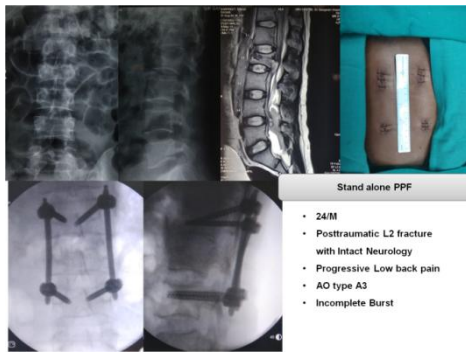 Stand alone PPF
• 24/M
• Posttraumatic L2 fracture
with Intact Neurology
• Progressive Low back pain
• AO type A3
• Incomplete Burst